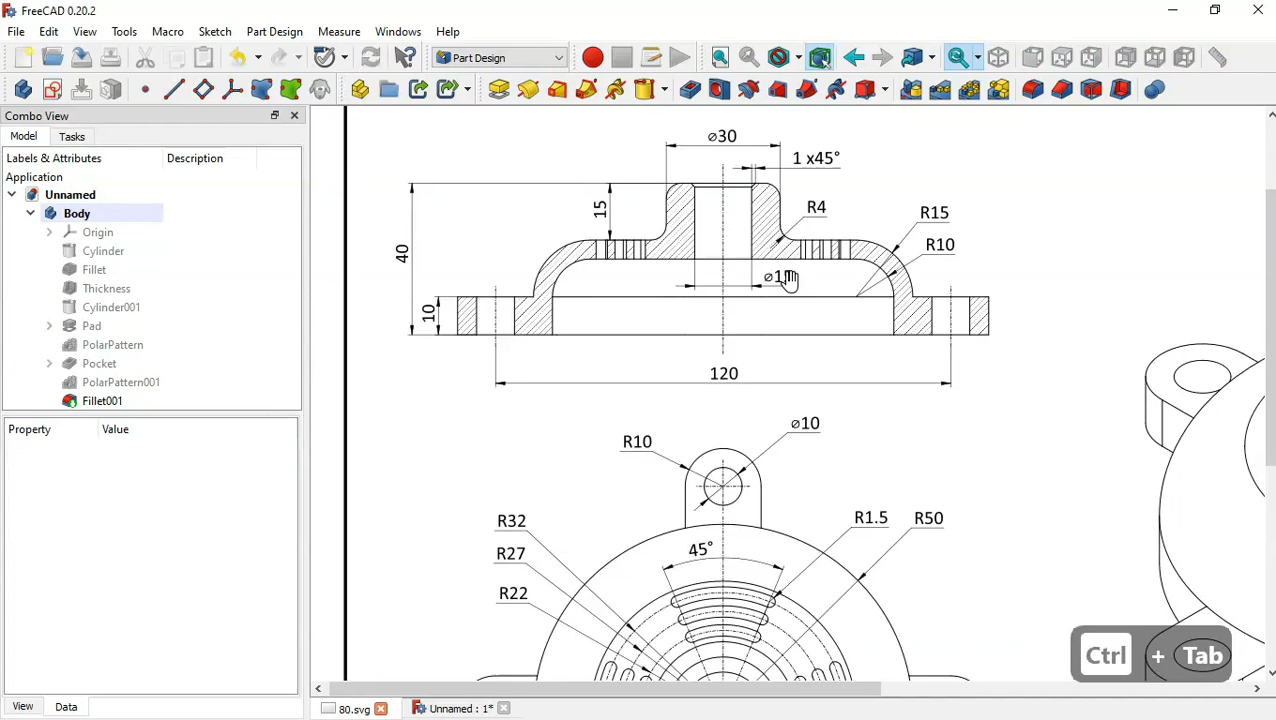 FreeCAD 0.20.2
File Edit View Tools Macro Sketch Part Design Measure Windows Help
Part Design
Combo View
Model Tasks
Labels & Attributes Description
Application
Unnamed
Body
Origin
Cylinder
Fillet
Thickness
Cylinder001
Pad
PolarPattern
Pocket
PolarPattern001
Fillet001
Property Value
View Data
⌀30
1 x45°
15
R4
R15
40
R10
10
120
⌀10
R10
R32
R1.5
R50
45°
R27
R22
Ctrl + Tab
80.svg
Unnamed : 1*